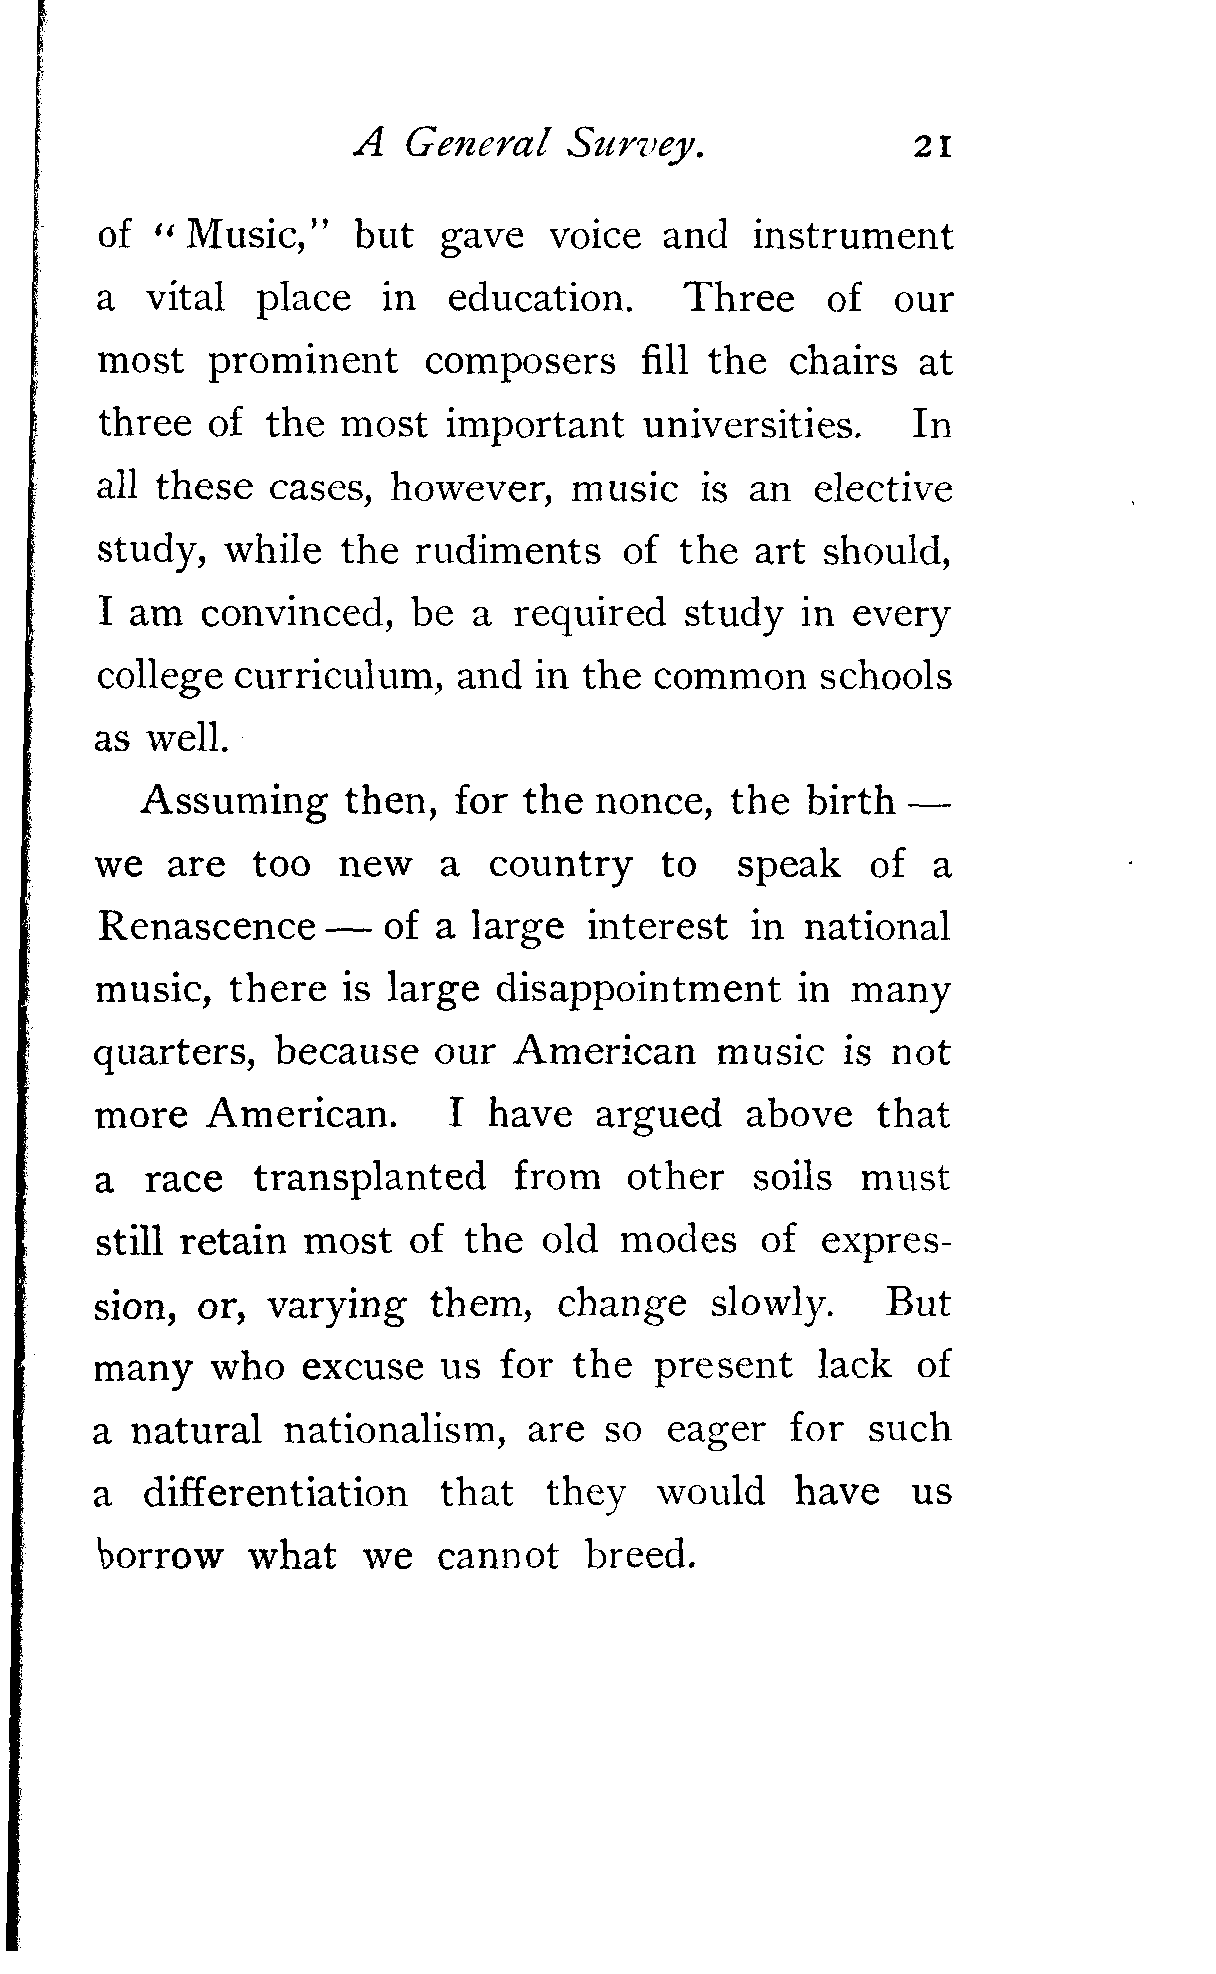 A General Survey. 21
of "Music," but gave voice and instrument
a vital place in education. Three of our
most prominent composers fill the chairs at
three of the most important universities. In
all these cases, however, music is an elective
study, while the rudiments of the art should,
I am convinced, be a required study in every
college curriculum, and in the common schools
as well.
Assuming then, for the nonce, the birth —
we are too new a country to speak of a
Renascence — of a large interest in national
music, there is large disappointment in many
quarters, because our American music is not
more American. I have argued above that
a race transplanted from other soils must
still retain most of the old modes of expres-
sion, or, varying them, change slowly. But
many who excuse us for the present lack of
a natural nationalism, are so eager for such
a differentiation that they would have us
borrow what we cannot breed.